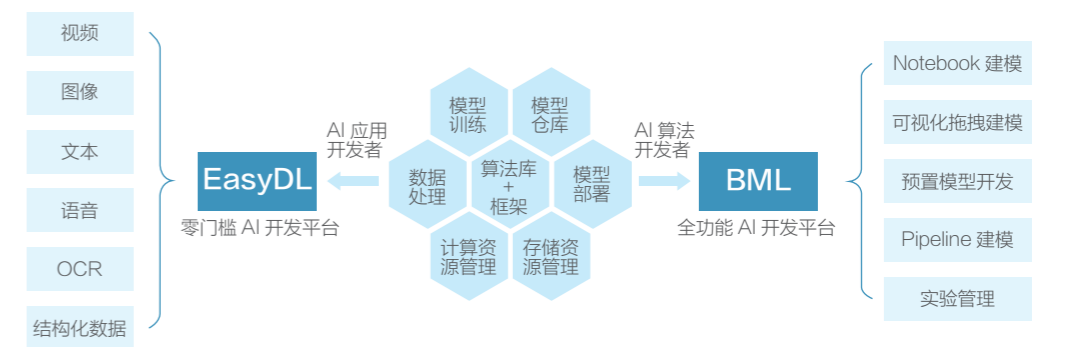 视频
图像
文本
语音
OCR
结构化数据
AI 应用
开发者
EasyDL
零门槛 AI 开发平台
模型
训练
模型
仓库
数据
处理
算法库
+
框架
模型
部署
计算资
源管理
存储资
源管理
AI 算法
开发者
BML
全功能 AI 开发平台
Notebook 建模
可视化拖拽建模
预置模型开发
Pipeline 建模
实验管理